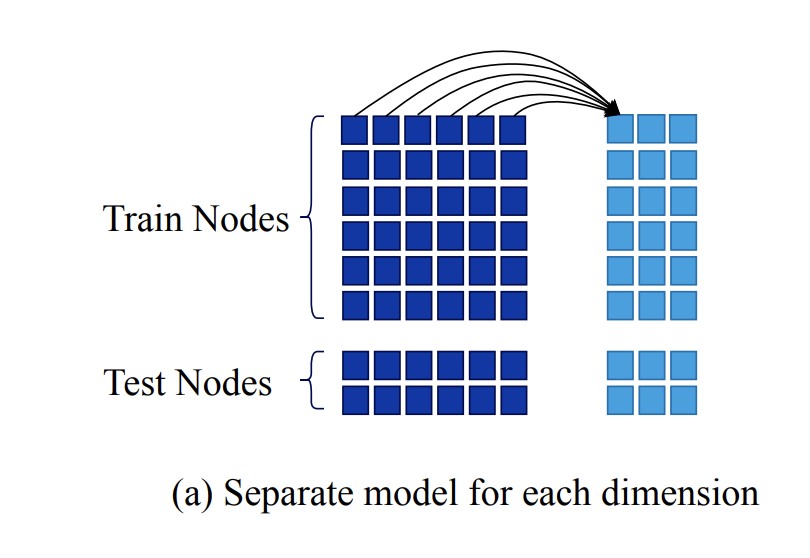 Train Nodes
Test Nodes
(a) Separate model for each dimension